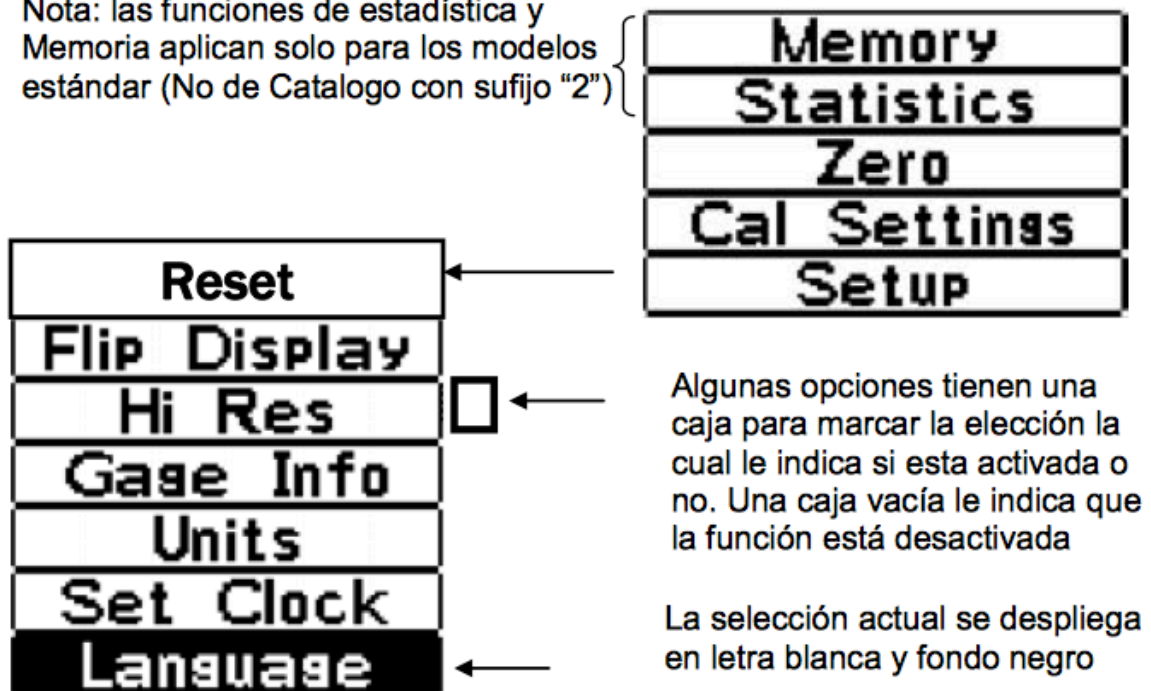 Nota: las funciones de estadística y
Memoria aplican solo para los modelos
estándar (No de Catalogo con sufijo “2”)
Memory
Statistics
Zero
Cal Settings
Setup
Reset
Flip Display
Hi Res
Gage Info
Units
Set Clock
Language
Algunas opciones tienen una
caja para marcar la elección la
cual le indica si esta activada o
no. Una caja vacía le indica que
la función está desactivada
La selección actual se despliega
en letra blanca y fondo negro